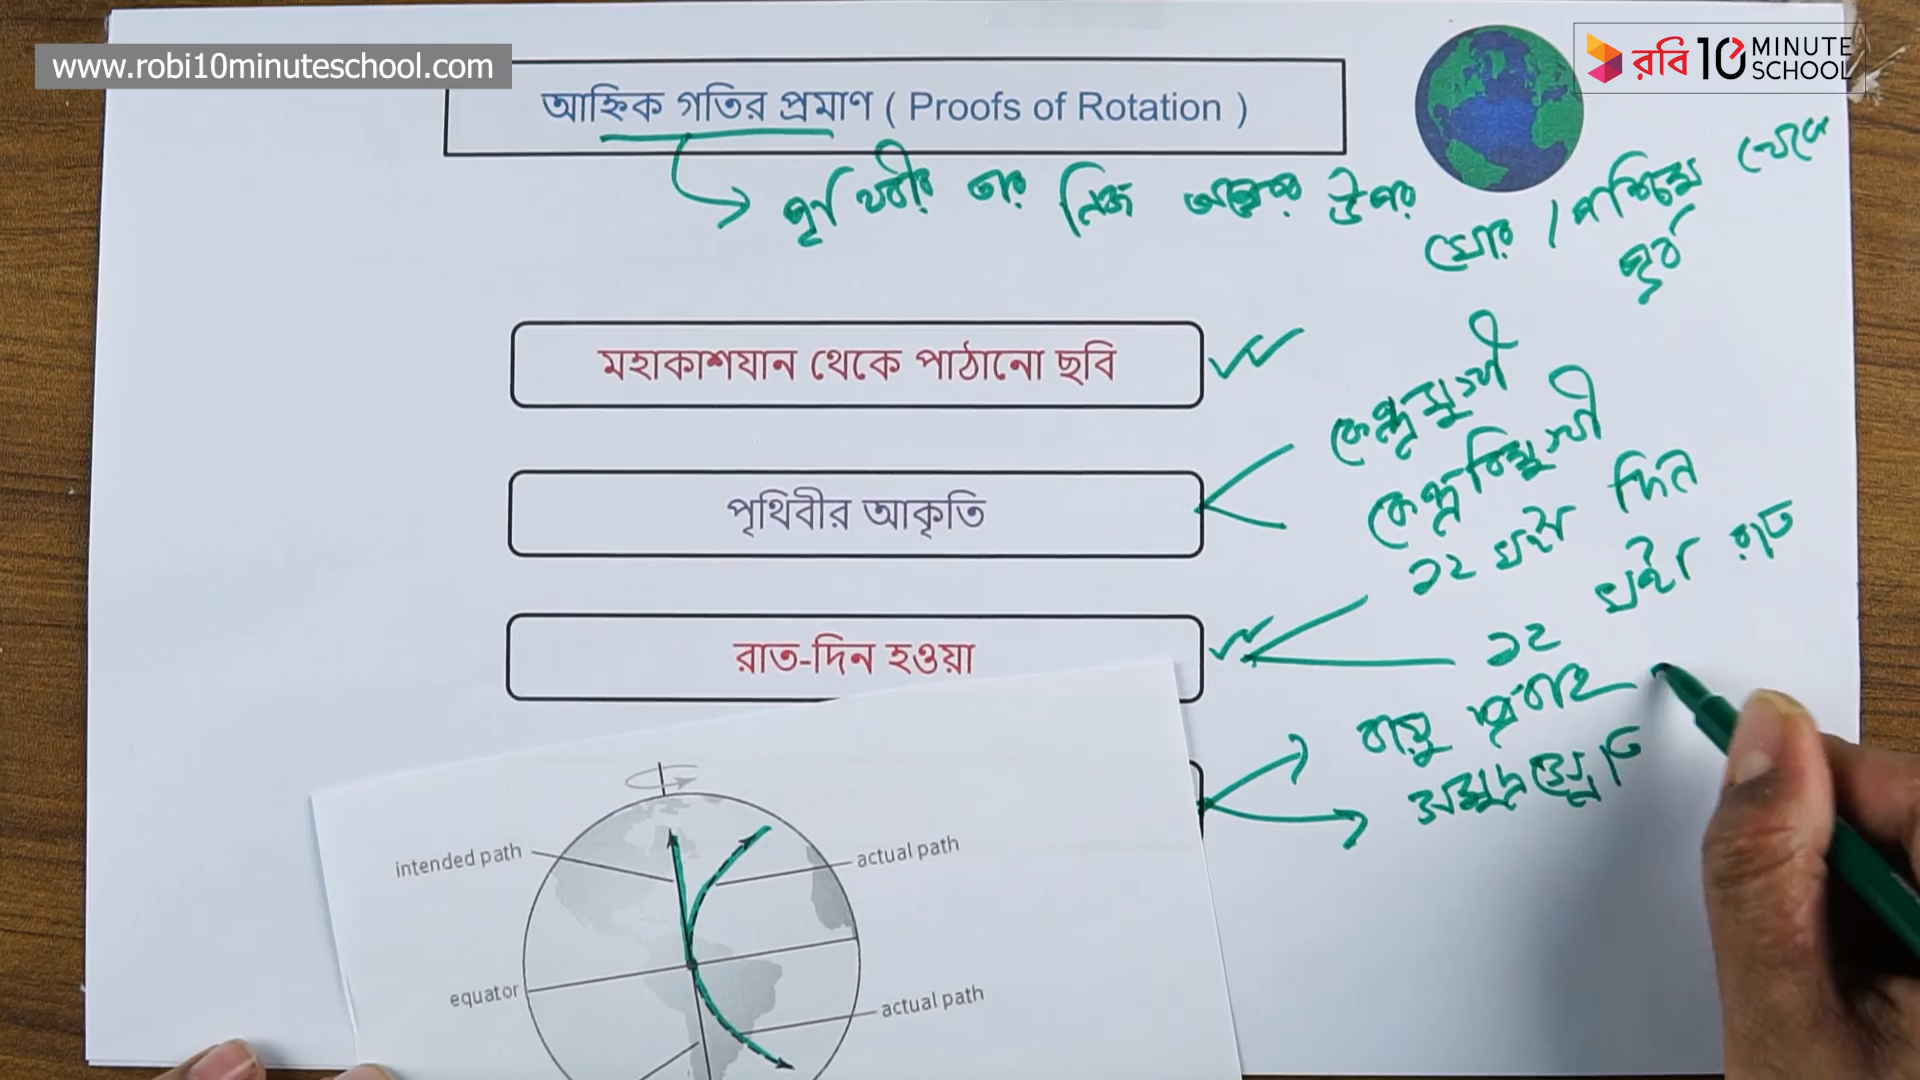 www.robi10minuteschool.com
রবি 10 MINUTE SCHOOL
আহ্নিক গতির প্রমাণ ( Proofs of Rotation )
পৃথিবীর তার নিজ অক্ষের উপর
ঘোর / পশ্চিম থেকে
পূর্ব
মহাকাশযান থেকে পাঠানো ছবি
কেন্দ্রমুখী
কেন্দ্রবিমুখী
পৃথিবীর আকৃতি
১২ ঘন্টা দিন
১২ ঘন্টা রাত
রাত-দিন হওয়া
বায়ু প্রবাহ
সমুদ্রস্রোত
intended path
actual path
equator
actual path